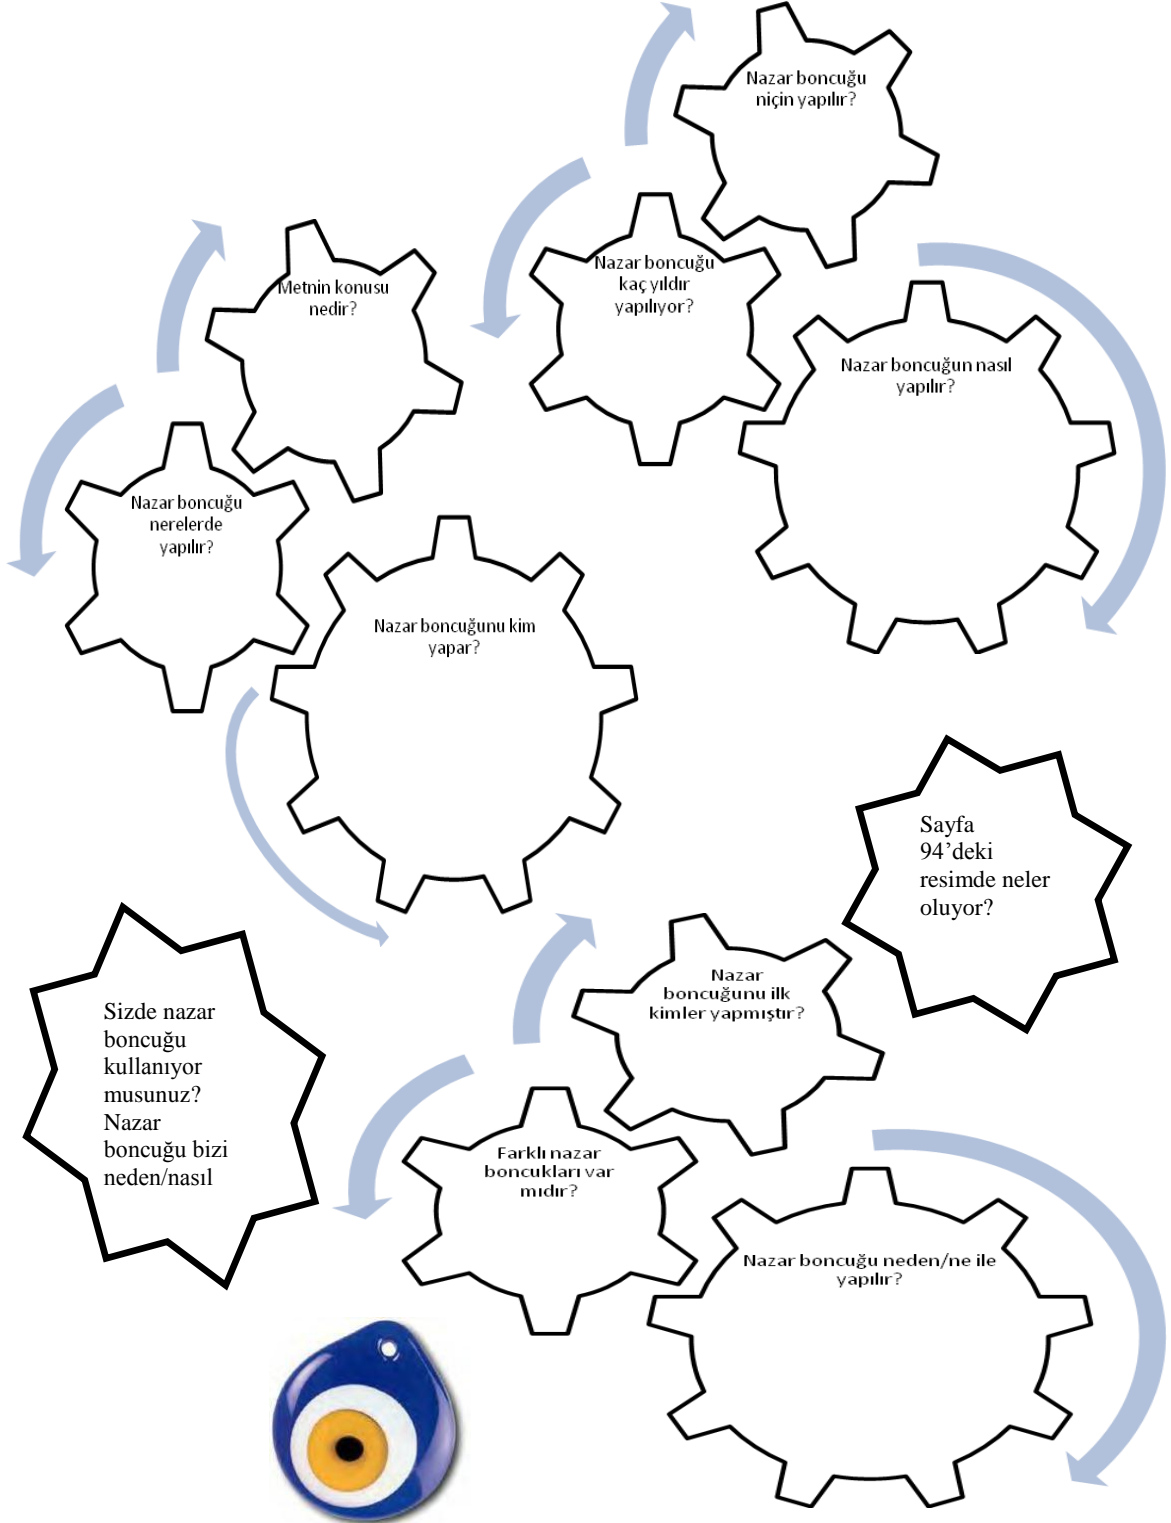 Nazar boncuğu
niçin yapılır?
Nazar boncuğu
kaç yıldır
yapılıyor?
Metnin konusu
nedir?
Nazar boncuğun nasıl
yapılır?
Nazar boncuğu
nerelerde
yapılır?
Nazar boncuğunu kim
yapar?
Sayfa
94’deki
resimde neler
oluyor?
Nazar
boncuğunu ilk
kimler yapmıştır?
Sizde nazar
boncuğu
kullanıyor
musunuz?
Nazar
boncuğu bizi
neden/nasıl
Farklı nazar
boncukları var
mıdır?
Nazar boncuğu neden/ne ile
yapılır?